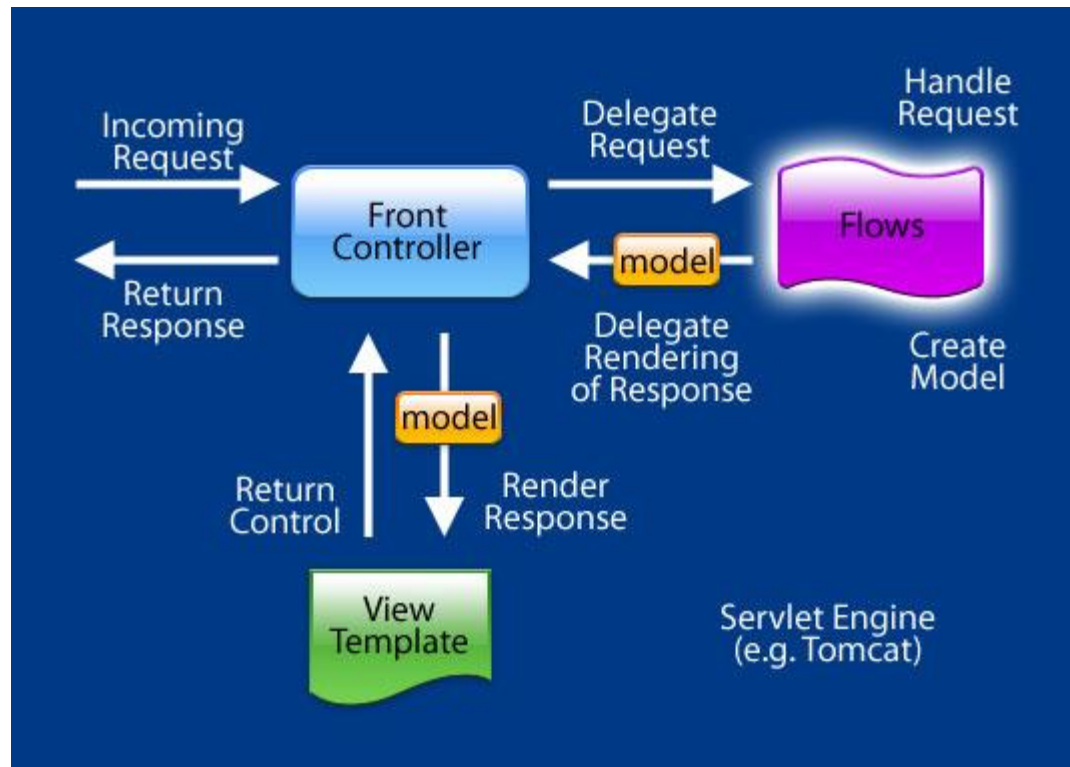 Incoming
Request
Front
Controller
Return
Response
Delegate
Request
Handle
Request
Flows
model
Delegate
Rendering
of Response
Create
Model
model
Return
Control
Render
Response
View
Template
Servlet Engine
(e.g. Tomcat)